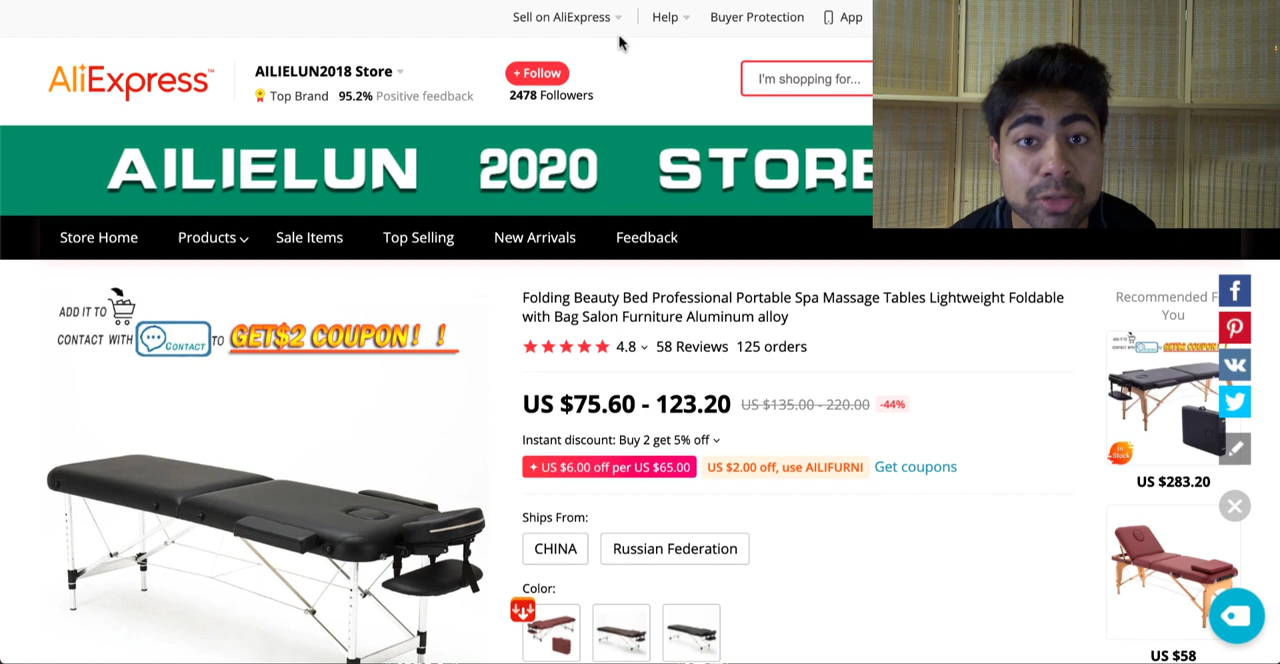 Sell on AliExpress
Help
Buyer Protection
App
AliExpress™
AILIELUN2018 Store
Top Brand 95.2% Positive feedback
+ Follow
2478 Followers
I'm shopping for...
AILIELUN 2020 STORE
Store Home
Products
Sale Items
Top Selling
New Arrivals
Feedback
ADD IT TO
CONTACT WITH CONTACT TO GET$2 COUPON! !
Folding Beauty Bed Professional Portable Spa Massage Tables Lightweight Foldable
with Bag Salon Furniture Aluminum alloy
4.8 58 Reviews 125 orders
US $75.60 - 123.20 US $135.00 - 220.00 -44%
Instant discount: Buy 2 get 5% off
US $6.00 off per US $65.00 US $2.00 off, use AILIFURNI Get coupons
Ships From:
CHINA
Russian Federation
Color:
Recommended F
You
US $283.20
US $58